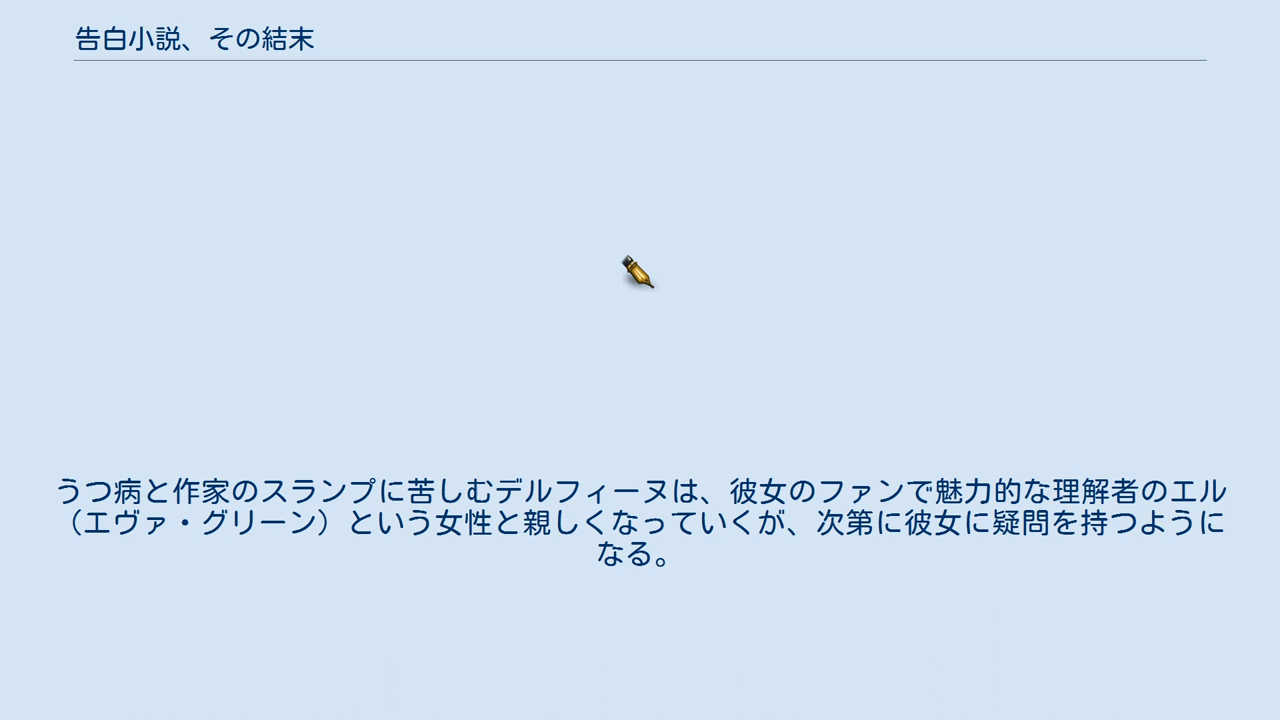 告白小説、その結末
うつ病と作家のスランプに苦しむデルフィーヌは、彼女のファンで魅力的な理解者のエル
（エヴァ・グリーン）という女性と親しくなっていくが、次第に彼女に疑問を持つように
なる。